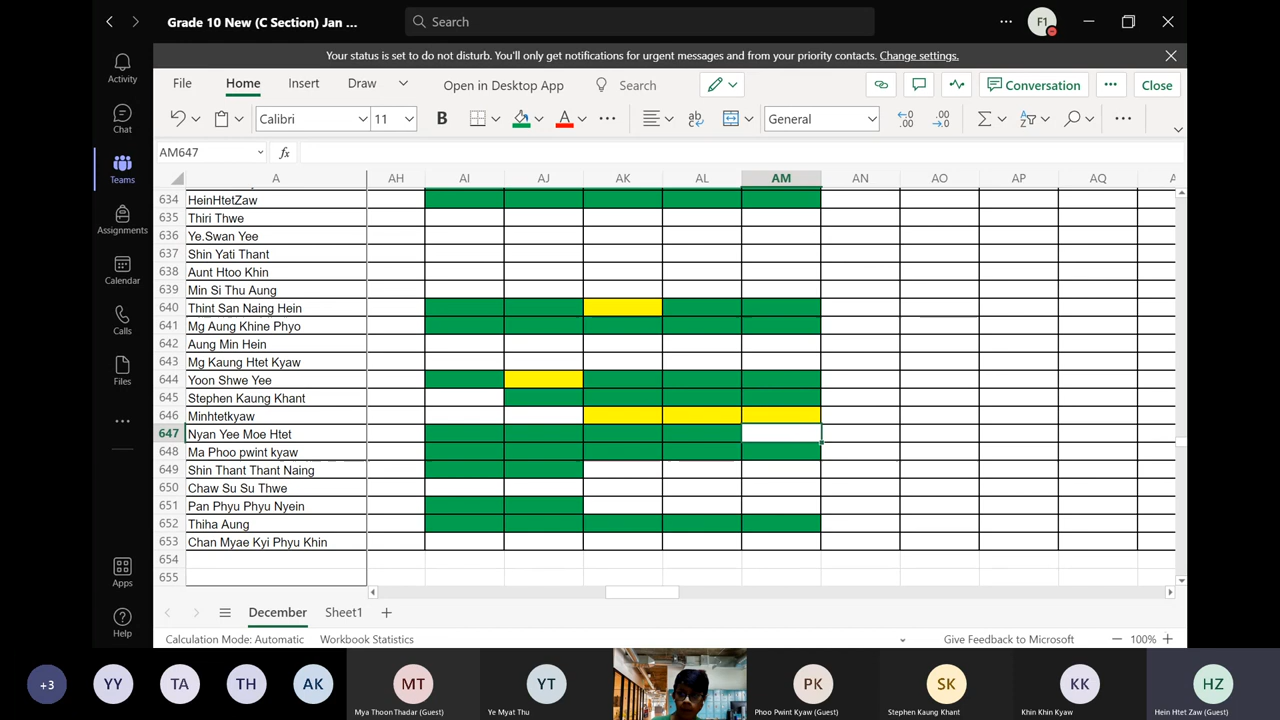 Grade 10 New (C Section) Jan ...
Search
F1
Your status is set to do not disturb. You'll only get notifications for urgent messages and from your priority contacts. Change settings.
Activity
Chat
Teams
Assignments
Calendar
Calls
Files
Apps
Help
File Home Insert Draw Open in Desktop App Search Conversation Close
Calibri 11 B A ab General .00 .00
AM647 fx
A AH AI AJ AK AL AM AN AO AP AQ
634 HeinHtetZaw
635 Thiri Thwe
636 Ye.Swan Yee
637 Shin Yati Thant
638 Aunt Htoo Khin
639 Min Si Thu Aung
640 Thint San Naing Hein
641 Mg Aung Khine Phyo
642 Aung Min Hein
643 Mg Kaung Htet Kyaw
644 Yoon Shwe Yee
645 Stephen Kaung Khant
646 Minhtetkyaw
647 Nyan Yee Moe Htet
648 Ma Phoo pwint kyaw
649 Shin Thant Thant Naing
650 Chaw Su Su Thwe
651 Pan Phyu Phyu Nyein
652 Thiha Aung
653 Chan Myae Kyi Phyu Khin
654
655
December Sheet1
Calculation Mode: Automatic Workbook Statistics Give Feedback to Microsoft 100%
+3 YY TA TH AK MT YT PK SK KK HZ
Mya Thoon Thadar (Guest) Ye Myat Thu Phoo Pwint Kyaw (Guest) Stephen Kaung Khant Khin Khin Kyaw Hein Htet Zaw (Guest)